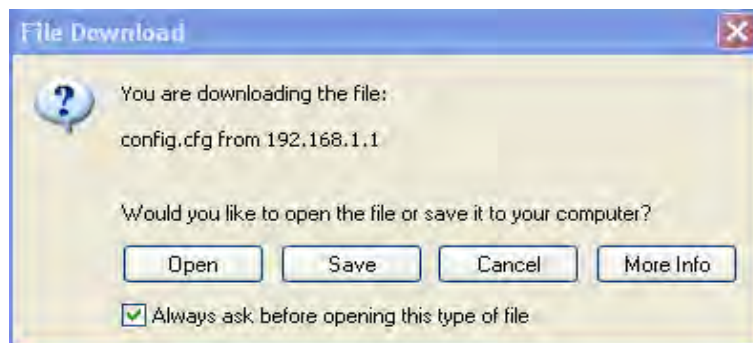 File Download
You are downloading the file:
config.cfg from 192.168.1.1
Would you like to open the file or save it to your computer?
Open Save Cancel More Info
Always ask before opening this type of file